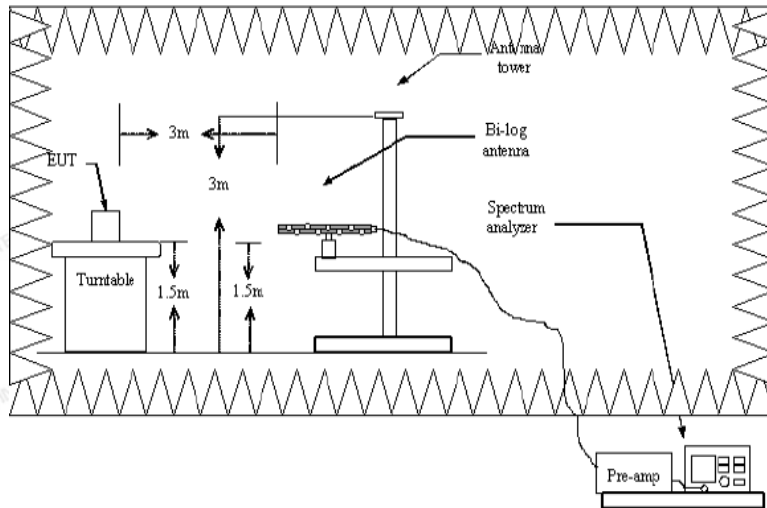 Antenna
tower
3m
Bi-log
antenna
EUT
3m
Spectrum
analyzer
Turntable
1.5m
1.5m
Pre-amp